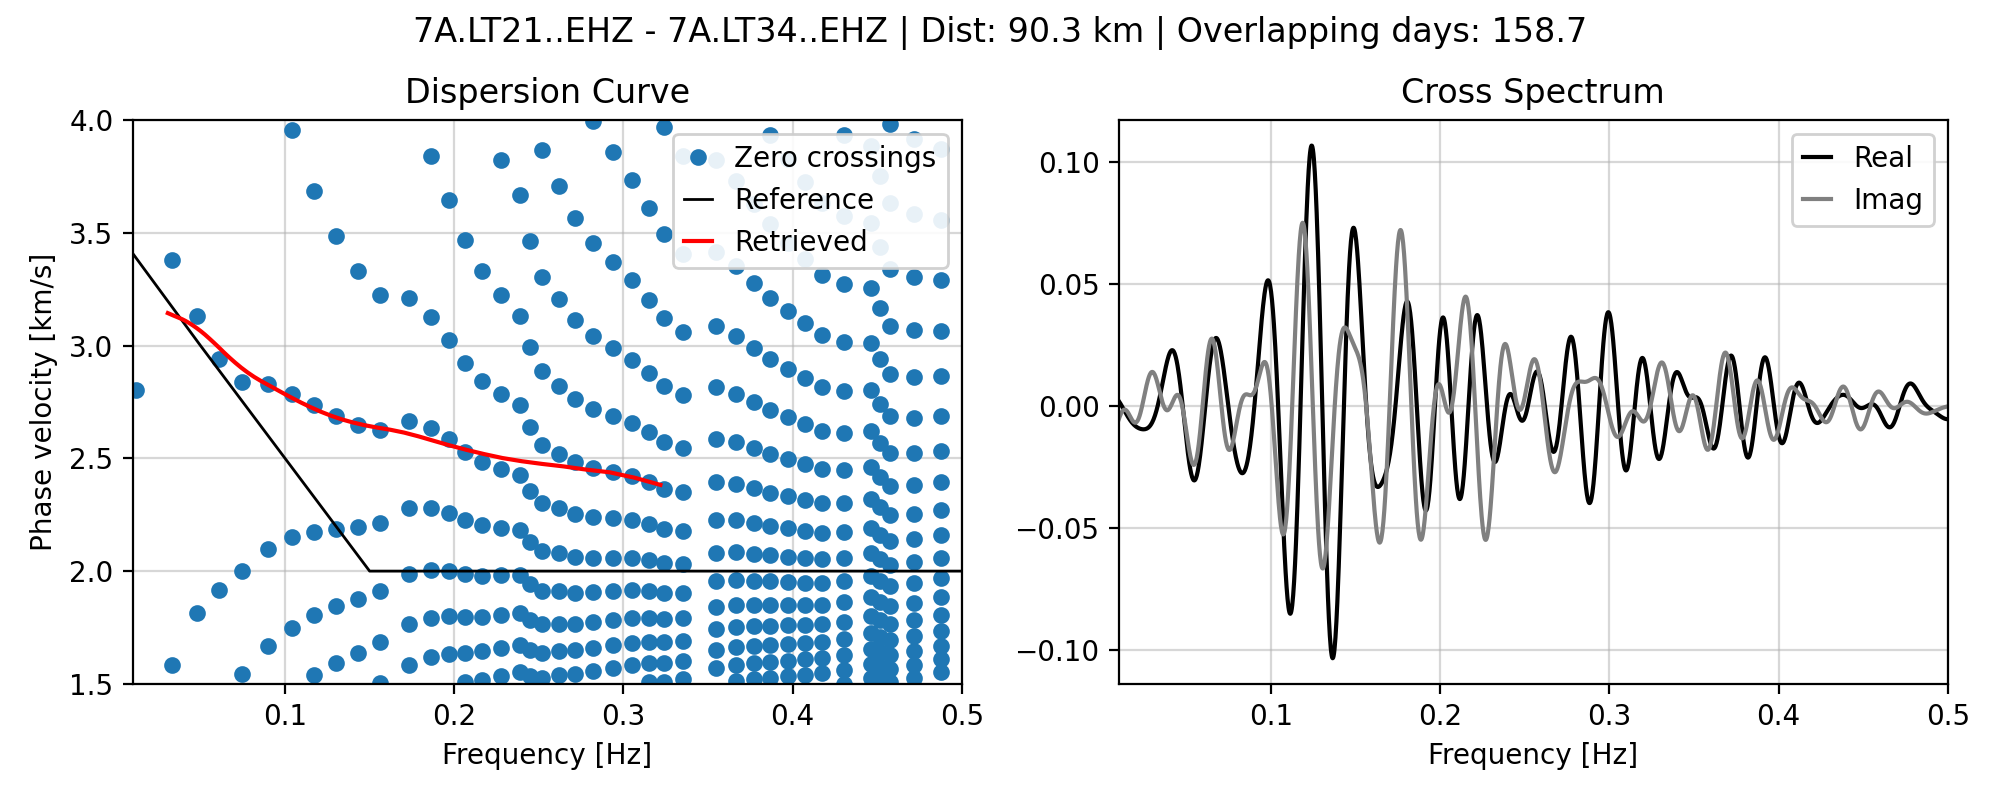 7A.LT21..EHZ - 7A.LT34..EHZ | Dist: 90.3 km | Overlapping days: 158.7
Dispersion Curve
Phase velocity [km/s]
4.0
3.5
3.0
2.5
2.0
1.5
0.1
0.2
0.3
0.4
0.5
Frequency [Hz]
Zero crossings
Reference
Retrieved
Cross Spectrum
0.10
0.05
0.00
−0.05
−0.10
0.1
0.2
0.3
0.4
0.5
Frequency [Hz]
Real
Imag